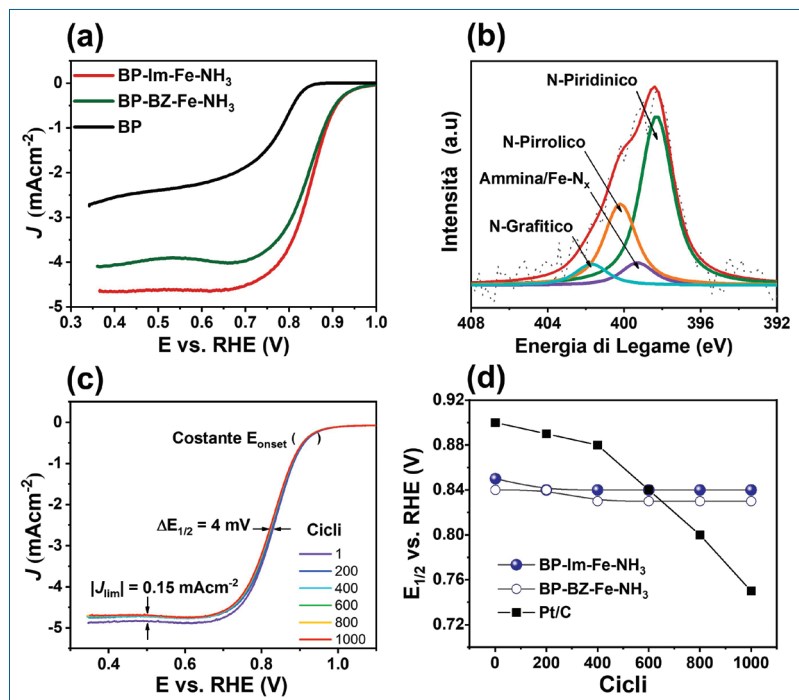 (a)
BP-Im-Fe-NH₃
BP-BZ-Fe-NH₃
BP
J (mAcm⁻²)
0
-1
-2
-3
-4
-5
0.3 0.4 0.5 0.6 0.7 0.8 0.9 1.0
E vs. RHE (V)
(b)
N-Piridinico
N-Pirrolico
Ammina/Fe-Nₓ
N-Grafitico
Intensità (a.u)
408 404 400 396 392
Energia di Legame (eV)
(c)
Costante E_onset ( )
ΔE₁/₂ = 4 mV
|J_lim| = 0.15 mAcm⁻²
Cicli
1
200
400
600
800
1000
J (mAcm⁻²)
0
-1
-2
-3
-4
-5
0.4 0.6 0.8 1.0
E vs. RHE (V)
(d)
E₁/₂ vs. RHE (V)
0.92
0.88
0.84
0.80
0.76
0.72
BP-Im-Fe-NH₃
BP-BZ-Fe-NH₃
Pt/C
0 200 400 600 800 1000
Cicli